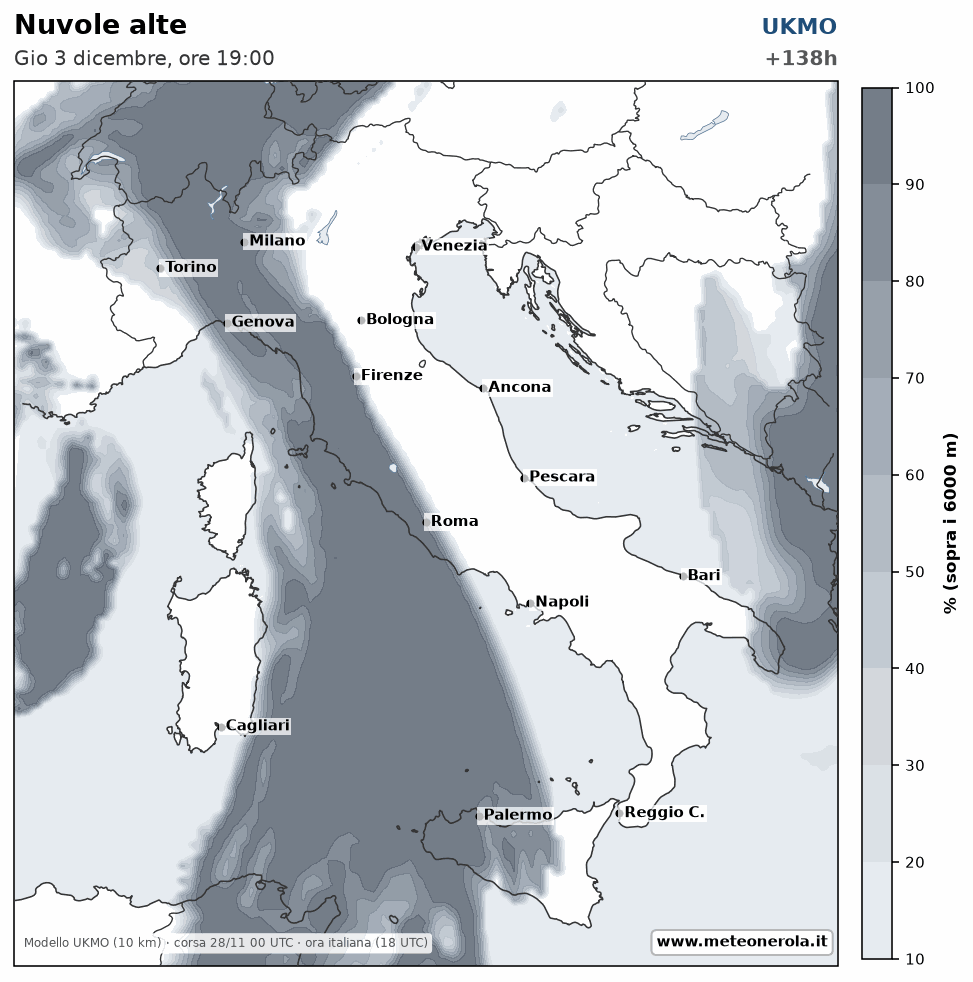 Nuvole alte
UKMO
Gio 3 dicembre, ore 19:00
+138h
Milano
Venezia
Torino
Genova
Bologna
Firenze
Ancona
Pescara
Roma
Bari
Napoli
Cagliari
Palermo
Reggio C.
Modello UKMO (10 km) · corsa 28/11 00 UTC · ora italiana (18 UTC)
www.meteonerola.it
100
90
80
70
60
50
40
30
20
10
% (sopra i 6000 m)